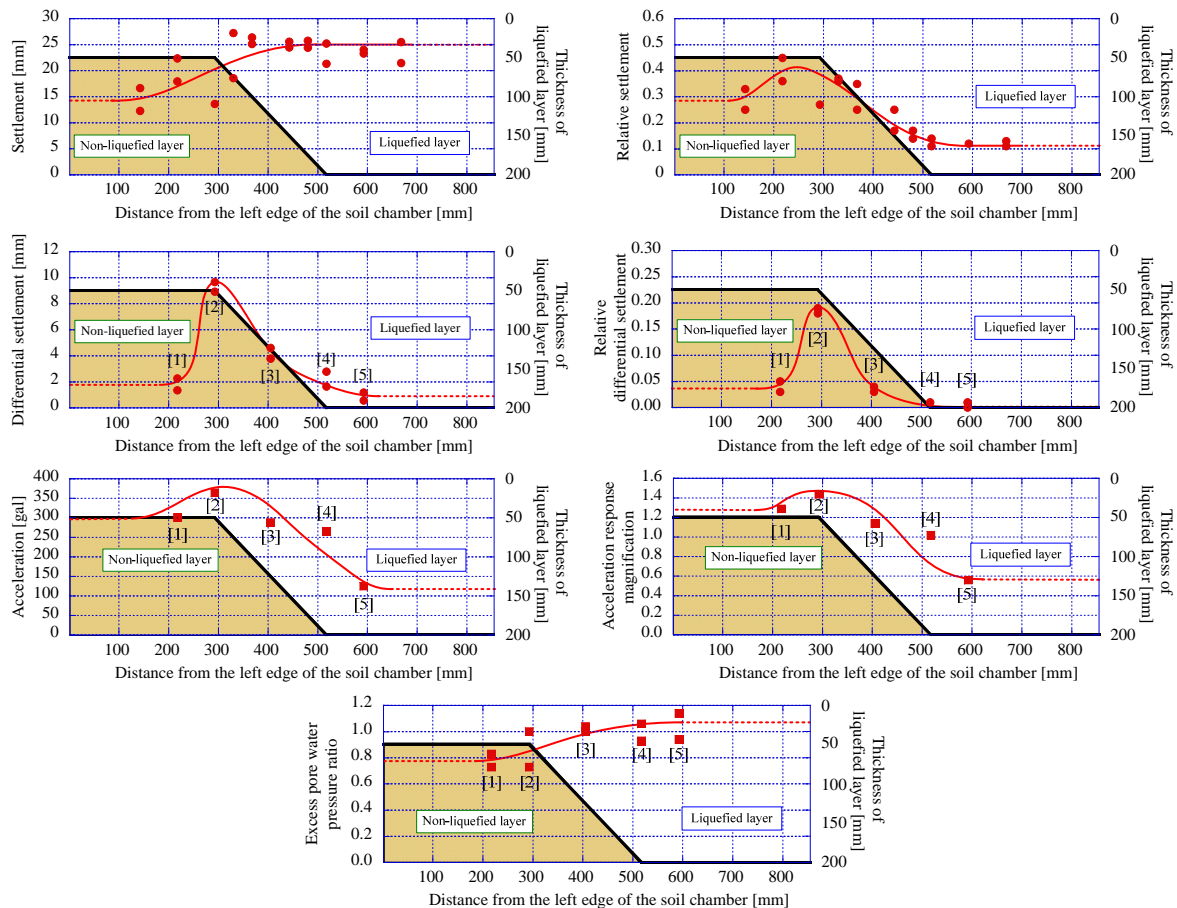 Settlement [mm]
30
25
20
15
10
5
0
Non-liquefied layer
Liquefied layer
0
50
100
150
200
Thickness of
liquefied layer [mm]
100 200 300 400 500 600 700 800
Distance from the left edge of the soil chamber [mm]
Relative settlement
0.6
0.5
0.4
0.3
0.2
0.1
0
Non-liquefied layer
Liquefied layer
0
50
100
150
200
Thickness of
liquefied layer [mm]
100 200 300 400 500 600 700 800
Distance from the left edge of the soil chamber [mm]
Differential settlement [mm]
12
10
8
6
4
2
0
Non-liquefied layer
Liquefied layer
[1]
[2]
[3]
[4]
[5]
0
50
100
150
200
Thickness of
liquefied layer [mm]
100 200 300 400 500 600 700 800
Distance from the left edge of the soil chamber [mm]
Relative
differential settlement
0.30
0.25
0.20
0.15
0.10
0.05
0.00
Non-liquefied layer
Liquefied layer
[1]
[2]
[3]
[4]
[5]
0
50
100
150
200
Thickness of
liquefied layer [mm]
100 200 300 400 500 600 700 800
Distance from the left edge of the soil chamber [mm]
Acceleration [gal]
400
350
300
250
200
150
100
50
0
Non-liquefied layer
Liquefied layer
[1]
[2]
[3]
[4]
[5]
0
50
100
150
200
Thickness of
liquefied layer [mm]
100 200 300 400 500 600 700 800
Distance from the left edge of the soil chamber [mm]
Acceleration response
magnification
1.6
1.4
1.2
1.0
0.8
0.6
0.4
0.2
0.0
Non-liquefied layer
Liquefied layer
[1]
[2]
[3]
[4]
[5]
0
50
100
150
200
Thickness of
liquefied layer [mm]
100 200 300 400 500 600 700 800
Distance from the left edge of the soil chamber [mm]
Excess pore water
pressure ratio
1.2
1.0
0.8
0.6
0.4
0.2
0.0
Non-liquefied layer
Liquefied layer
[1]
[2]
[3]
[4]
[5]
0
50
100
150
200
Thickness of
liquefied layer [mm]
100 200 300 400 500 600 700 800
Distance from the left edge of the soil chamber [mm]